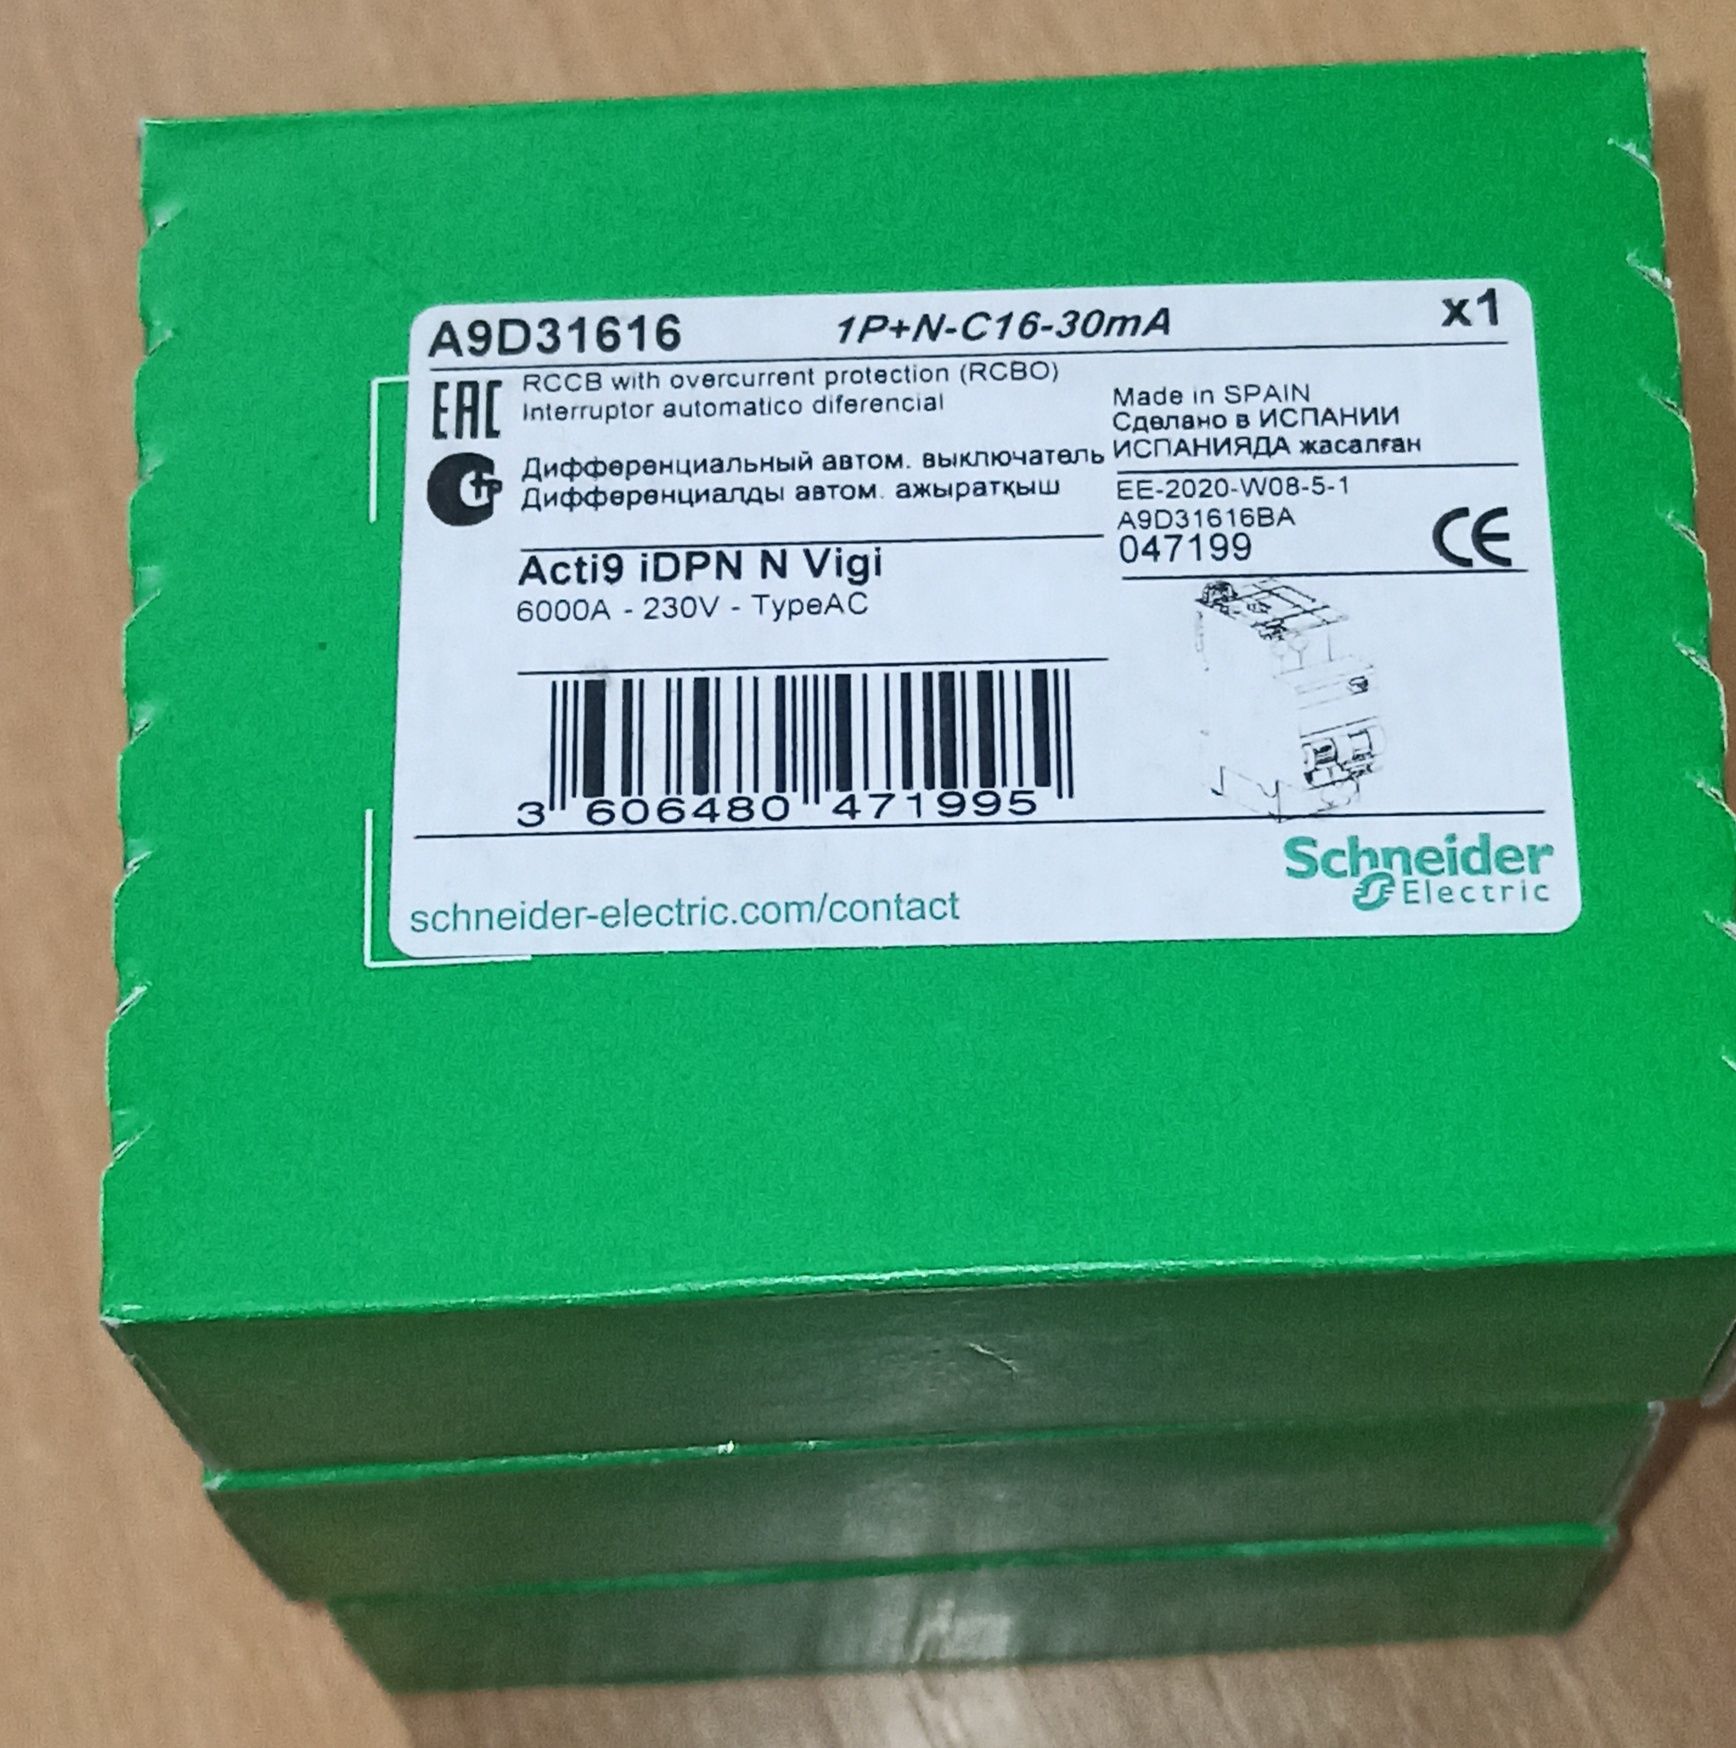 A9D31616 1P+N-C16-30mA x1
EAC RCCB with overcurrent protection (RCBO)
Interruptor automatico diferencial
Дифференциальный автом. выключатель
Дифференциалды автом. ажыратқыш
Made in SPAIN
Сделано в ИСПАНИИ
ИСПАНИЯДА жасалған
EE-2020-W08-5-1
A9D31616BA
047199
CE
Acti9 iDPN N Vigi
6000A - 230V - TypeAC
3 606480 471995
schneider-electric.com/contact
Schneider
Electric